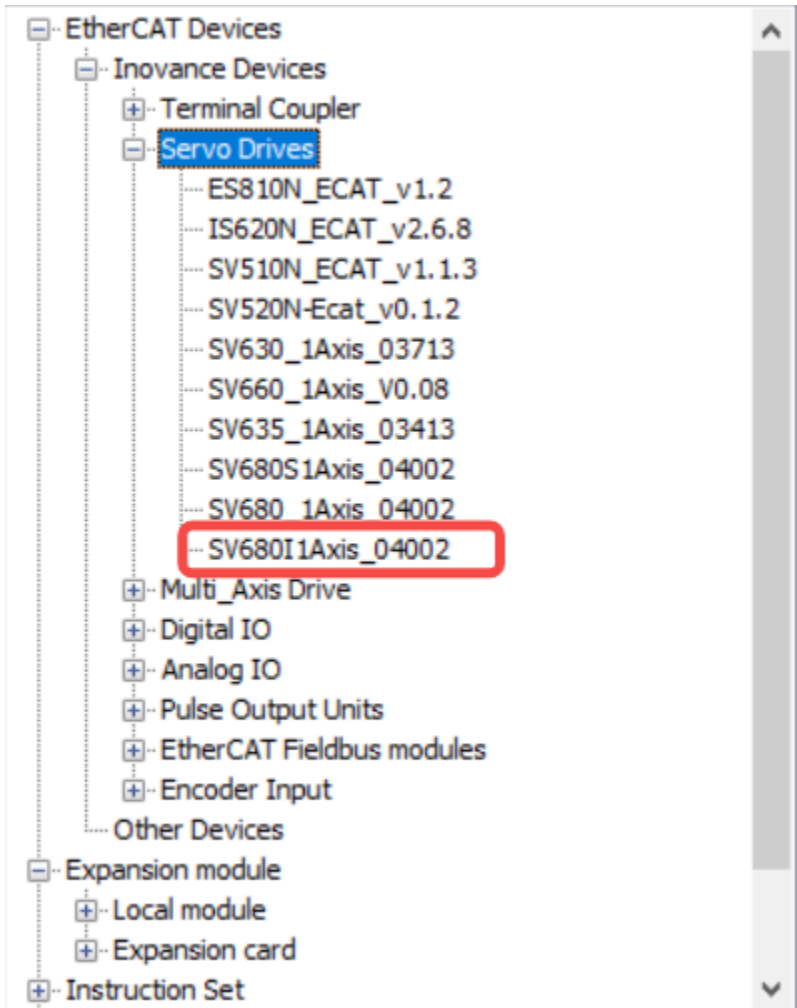 EtherCAT Devices
Inovance Devices
Terminal Coupler
Servo Drives
ES810N_ECAT_v1.2
IS620N_ECAT_v2.6.8
SV510N_ECAT_v1.1.3
SV520N-Ecat_v0.1.2
SV630_1Axis_03713
SV660_1Axis_V0.08
SV635_1Axis_03413
SV680S1Axis_04002
SV680_1Axis_04002
SV680I1Axis_04002
Multi_Axis Drive
Digital IO
Analog IO
Pulse Output Units
EtherCAT Fieldbus modules
Encoder Input
Other Devices
Expansion module
Local module
Expansion card
Instruction Set